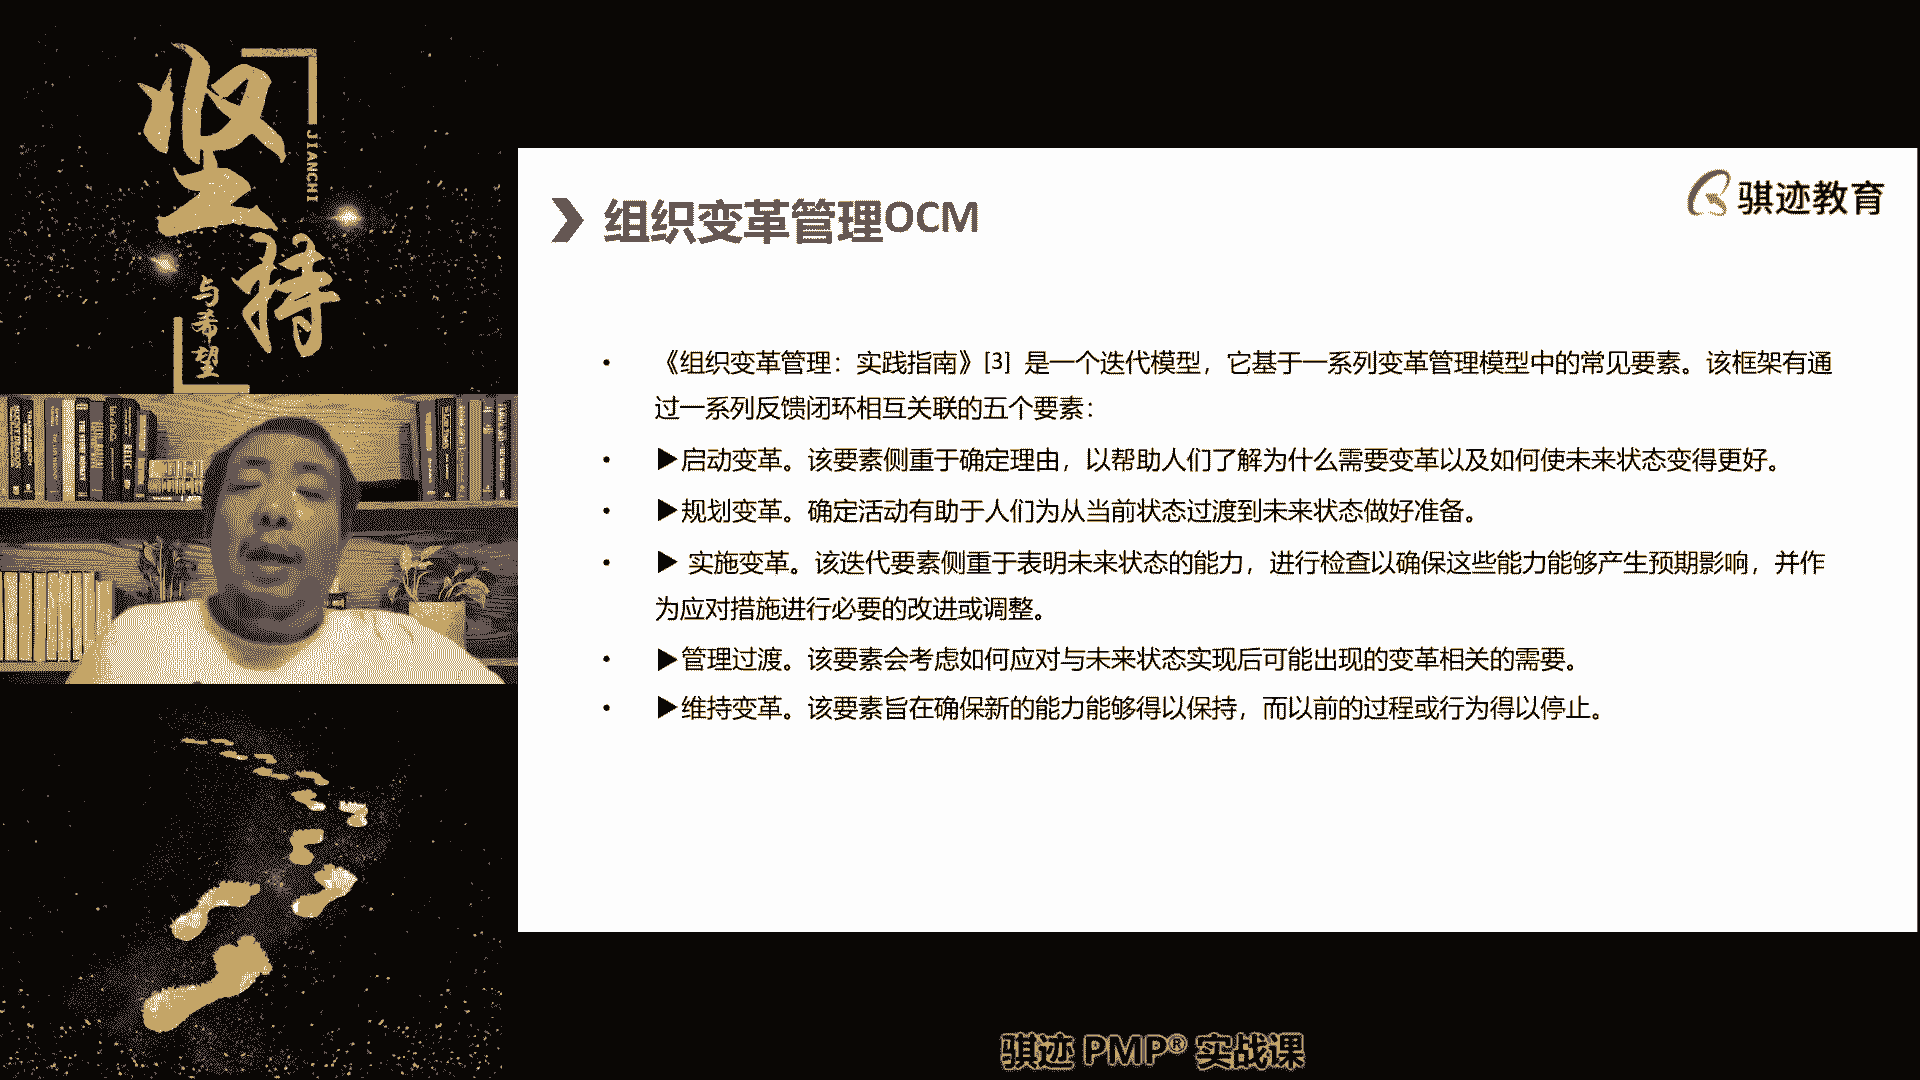 坚持
JIANCHI
与希望
骐迹教育
组织变革管理OCM
• 《组织变革管理：实践指南》[3] 是一个迭代模型，它基于一系列变革管理模型中的常见要素。该框架有通
过一系列反馈闭环相互关联的五个要素：
• ▶启动变革。该要素侧重于确定理由，以帮助人们了解为什么需要变革以及如何使未来状态变得更好。
• ▶规划变革。确定活动有助于人们为从当前状态过渡到未来状态做好准备。
• ▶ 实施变革。该迭代要素侧重于表明未来状态的能力，进行检查以确保这些能力能够产生预期影响，并作
为应对措施进行必要的改进或调整。
• ▶管理过渡。该要素会考虑如何应对与未来状态实现后可能出现的变革相关的需要。
• ▶维持变革。该要素旨在确保新的能力能够得以保持，而以前的过程或行为得以停止。
骐迹 PMP® 实战课